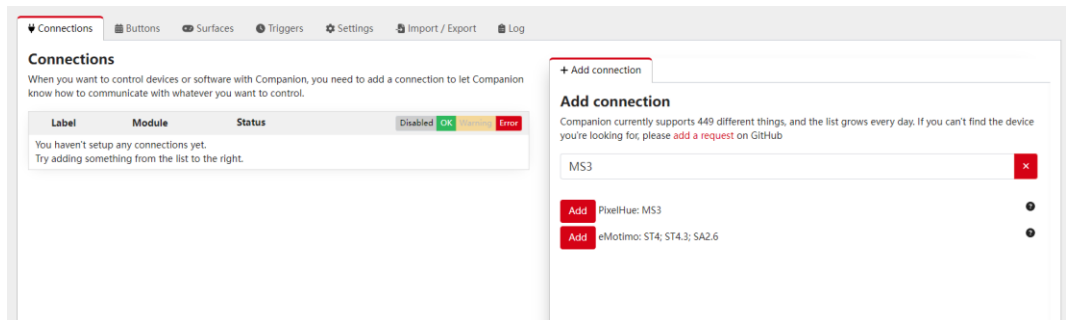 Connections
Buttons
Surfaces
Triggers
Settings
Import / Export
Log
Connections
When you want to control devices or software with Companion, you need to add a connection to let Companion
know how to communicate with whatever you want to control.
Label Module Status Disabled OK Warning Error
You haven't setup any connections yet.
Try adding something from the list to the right.
+ Add connection
Add connection
Companion currently supports 449 different things, and the list grows every day. If you can't find the device
you're looking for, please add a request on GitHub
MS3
Add PixelHue: MS3
Add eMotimo: ST4; ST4.3; SA2.6